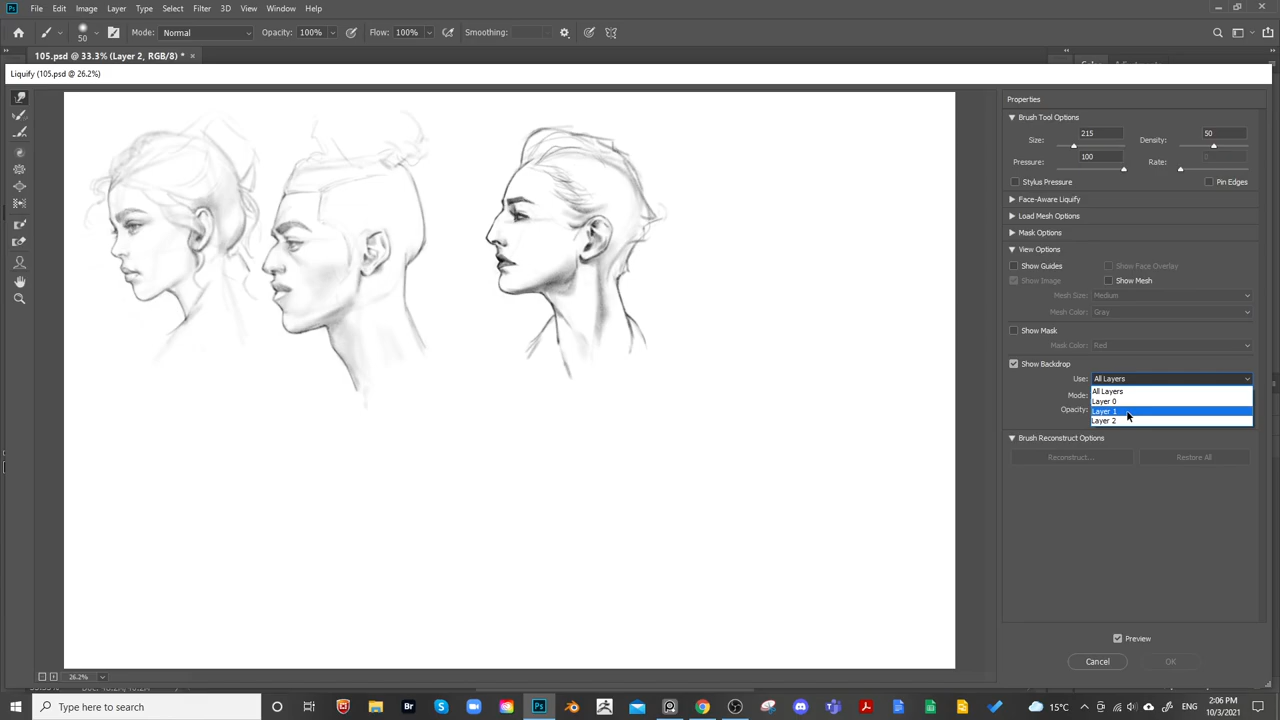 Ps File Edit Image Layer Type Select Filter 3D View Window Help
50 Mode: Normal Opacity: 100% Flow: 100% Smoothing:
105.psd @ 33.3% (Layer 2, RGB/8) * ×
Liquify (105.psd @ 26.2%)
Properties
Brush Tool Options
Size: 215 Density: 50
Pressure: 100 Rate: 0
Stylus Pressure Pin Edges
Face-Aware Liquify
Load Mesh Options
Mask Options
View Options
Show Guides Show Face Overlay
Show Image Show Mesh
Mesh Size: Medium
Mesh Color: Gray
Show Mask
Mask Color: Red
Show Backdrop
Use: All Layers
All Layers
Mode:
Layer 0
Opacity: Layer 1
Layer 2
Brush Reconstruct Options
Reconstruct... Restore All
Preview
Cancel OK
26.2%
Type here to search
Br
Ps
15°C
ENG
2:06 PM
10/3/2021